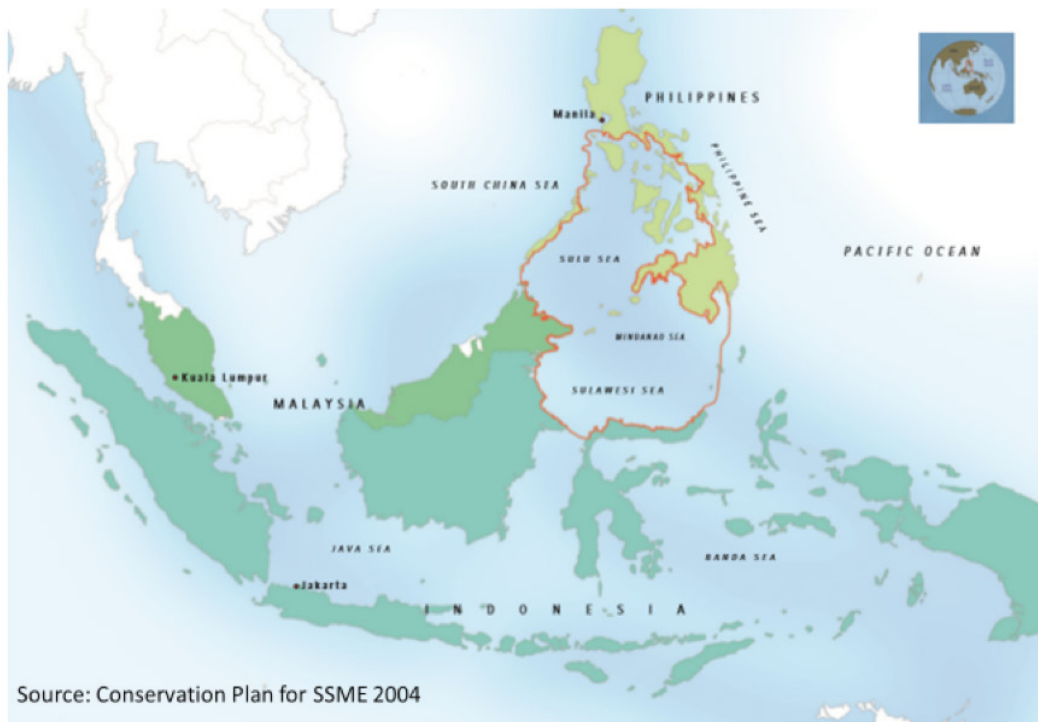 PHILIPPINES
Manila
SOUTH CHINA SEA
PHILIPPINE SEA
PACIFIC OCEAN
SULU SEA
MINDANAO SEA
Kuala Lumpur
SULAWESI SEA
MALAYSIA
JAVA SEA
BANDA SEA
Jakarta
INDONESIA
Source: Conservation Plan for SSME 2004